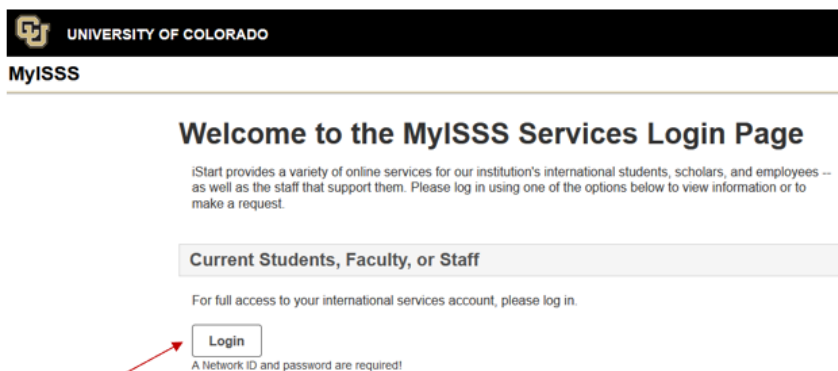 CU UNIVERSITY OF COLORADO
MyISSS
Welcome to the MyISSS Services Login Page
iStart provides a variety of online services for our institution's international students, scholars, and employees --
as well as the staff that support them. Please log in using one of the options below to view information or to
make a request.
Current Students, Faculty, or Staff
For full access to your international services account, please log in.
Login
A Network ID and password are required!